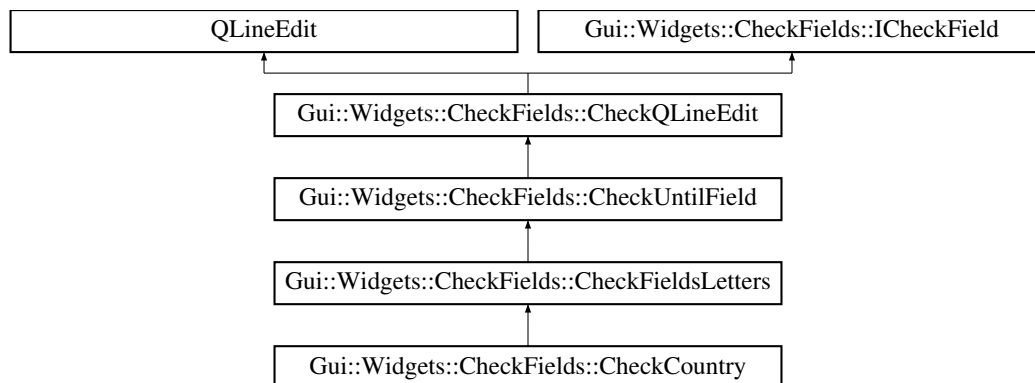 QLineEdit
Gui::Widgets::CheckFields::ICheckField
Gui::Widgets::CheckFields::CheckQLineEdit
Gui::Widgets::CheckFields::CheckUntilField
Gui::Widgets::CheckFields::CheckFieldsLetters
Gui::Widgets::CheckFields::CheckCountry